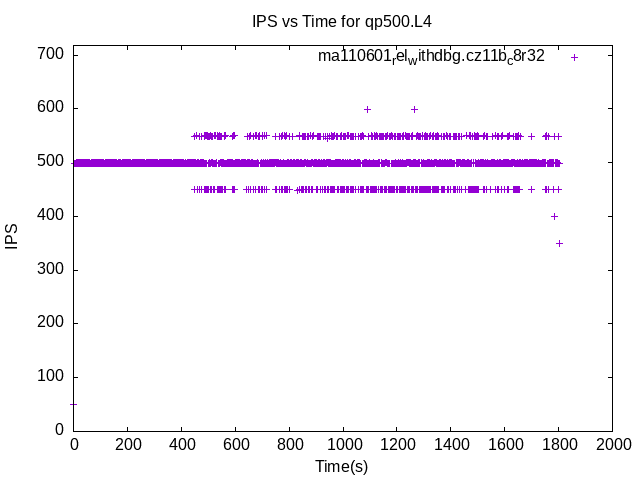 IPS vs Time for qp500.L4
ma110601relwithdbg.cz11bc8r32
700
600
500
400
300
200
100
0
IPS
0 200 400 600 800 1000 1200 1400 1600 1800 2000
Time(s)